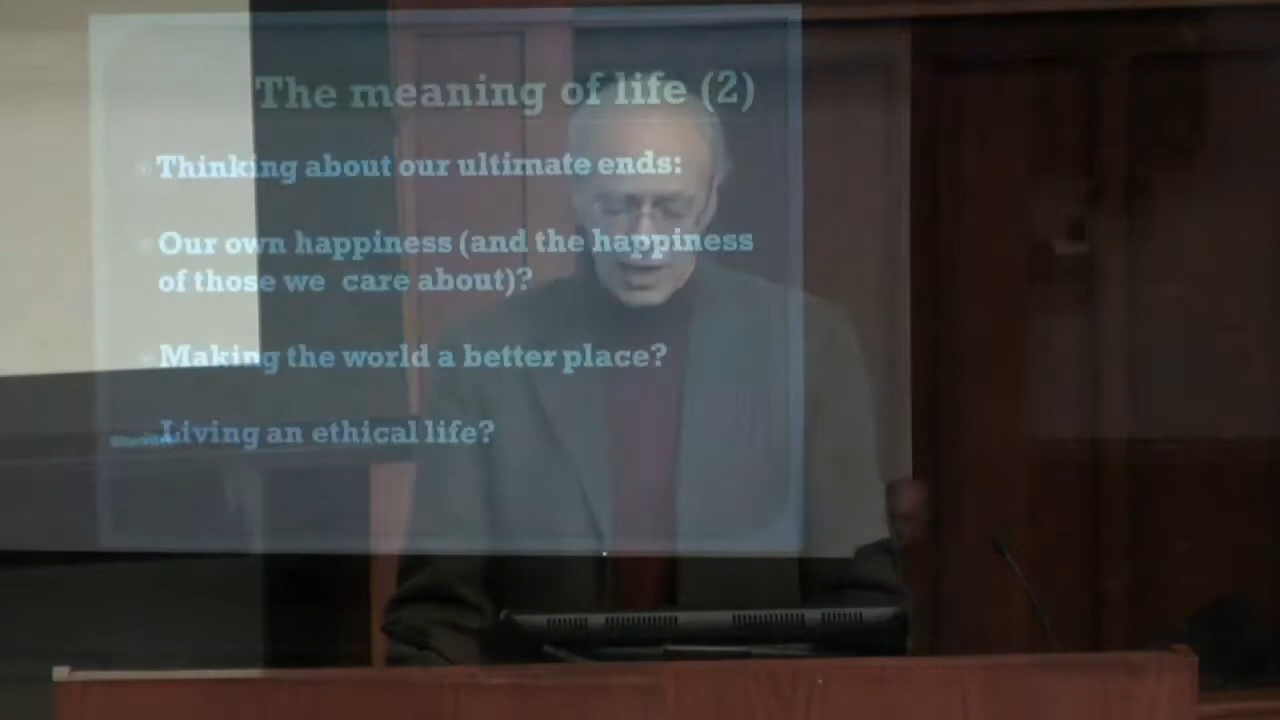 The meaning of life (2)
Thinking about our ultimate ends:
Our own happiness (and the happiness
of those we care about)?
Making the world a better place?
Living an ethical life?